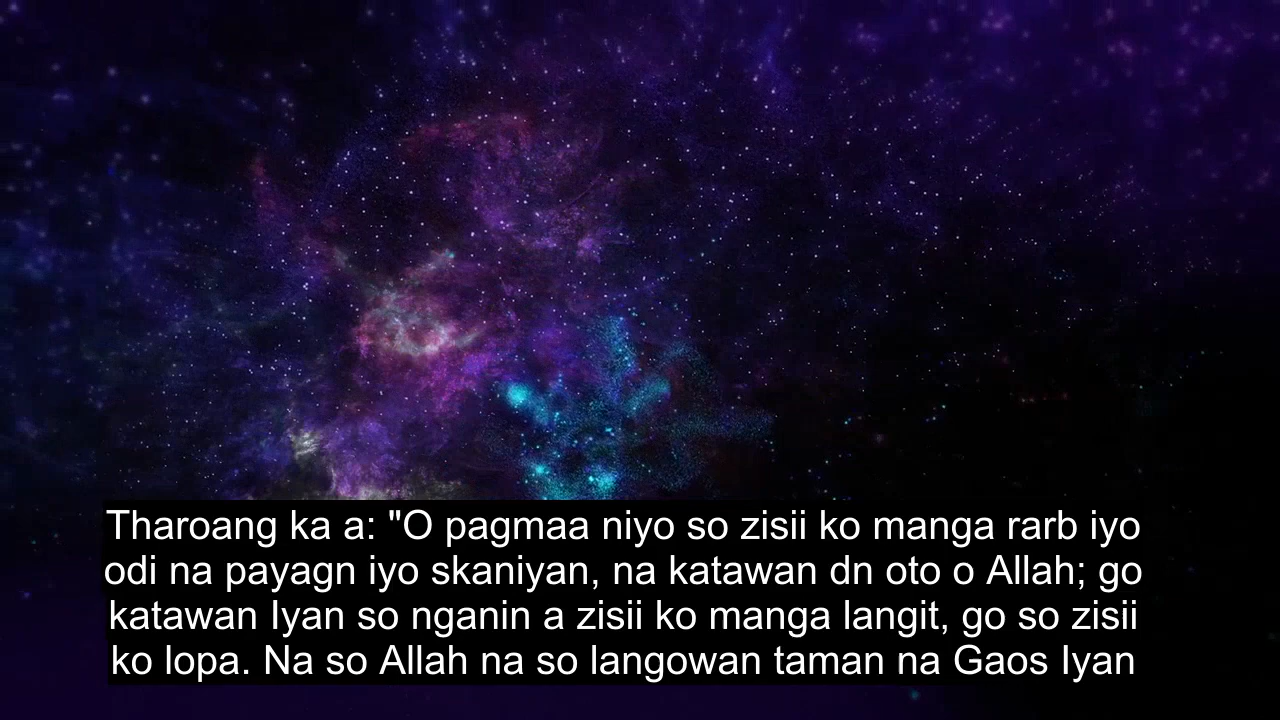 Tharoang ka a: "O pagmaa niyo so zisii ko manga rarb iyo
odi na payagn iyo skaniyan, na katawan dn oto o Allah; go
katawan Iyan so nganin a zisii ko manga langit, go so zisii
ko lopa. Na so Allah na so langowan taman na Gaos Iyan